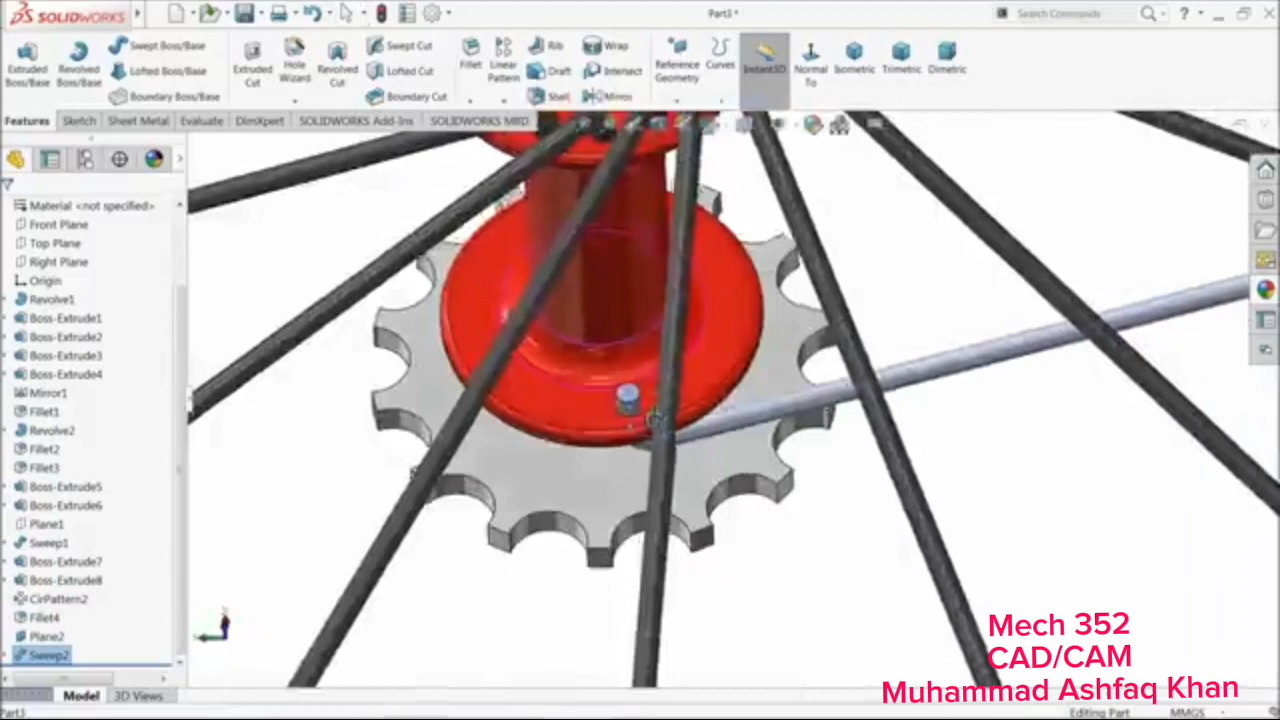 SOLIDWORKS
Part3 *
Search Commands
Extruded Boss/Base
Revolved Boss/Base
Swept Boss/Base
Lofted Boss/Base
Boundary Boss/Base
Extruded Cut
Hole Wizard
Revolved Cut
Swept Cut
Lofted Cut
Boundary Cut
Fillet
Linear Pattern
Rib
Draft
Shell
Wrap
Intersect
Mirror
Reference Geometry
Curves
Instant3D
Normal To
Isometric
Trimetric
Dimetric
Features
Sketch
Sheet Metal
Evaluate
DimXpert
SOLIDWORKS Add-Ins
SOLIDWORKS MBD
Material <not specified>
Front Plane
Top Plane
Right Plane
Origin
Revolve1
Boss-Extrude1
Boss-Extrude2
Boss-Extrude3
Boss-Extrude4
Mirror1
Fillet1
Revolve2
Fillet2
Fillet3
Boss-Extrude5
Boss-Extrude6
Plane1
Sweep1
Boss-Extrude7
Boss-Extrude8
CirPattern2
Fillet4
Plane2
Sweep2
Model
3D Views
Part3
Editing Part
MMGS
Mech 352
CAD/CAM
Muhammad Ashfaq Khan